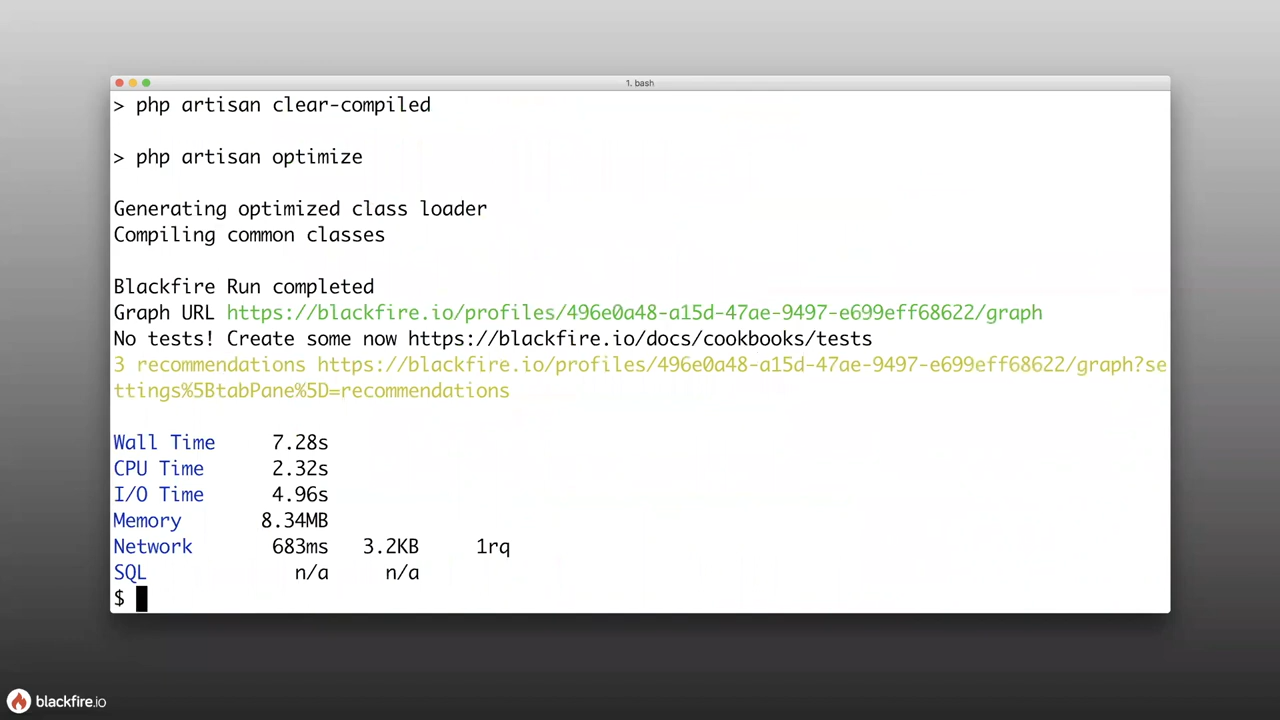 1. bash
> php artisan clear-compiled
> php artisan optimize
Generating optimized class loader
Compiling common classes
Blackfire Run completed
Graph URL https://blackfire.io/profiles/496e0a48-a15d-47ae-9497-e699eff68622/graph
No tests! Create some now https://blackfire.io/docs/cookbooks/tests
3 recommendations https://blackfire.io/profiles/496e0a48-a15d-47ae-9497-e699eff68622/graph?se
ttings%5BtabPane%5D=recommendations
Wall Time 7.28s
CPU Time 2.32s
I/O Time 4.96s
Memory 8.34MB
Network 683ms 3.2KB 1rq
SQL n/a n/a
$
blackfire.io